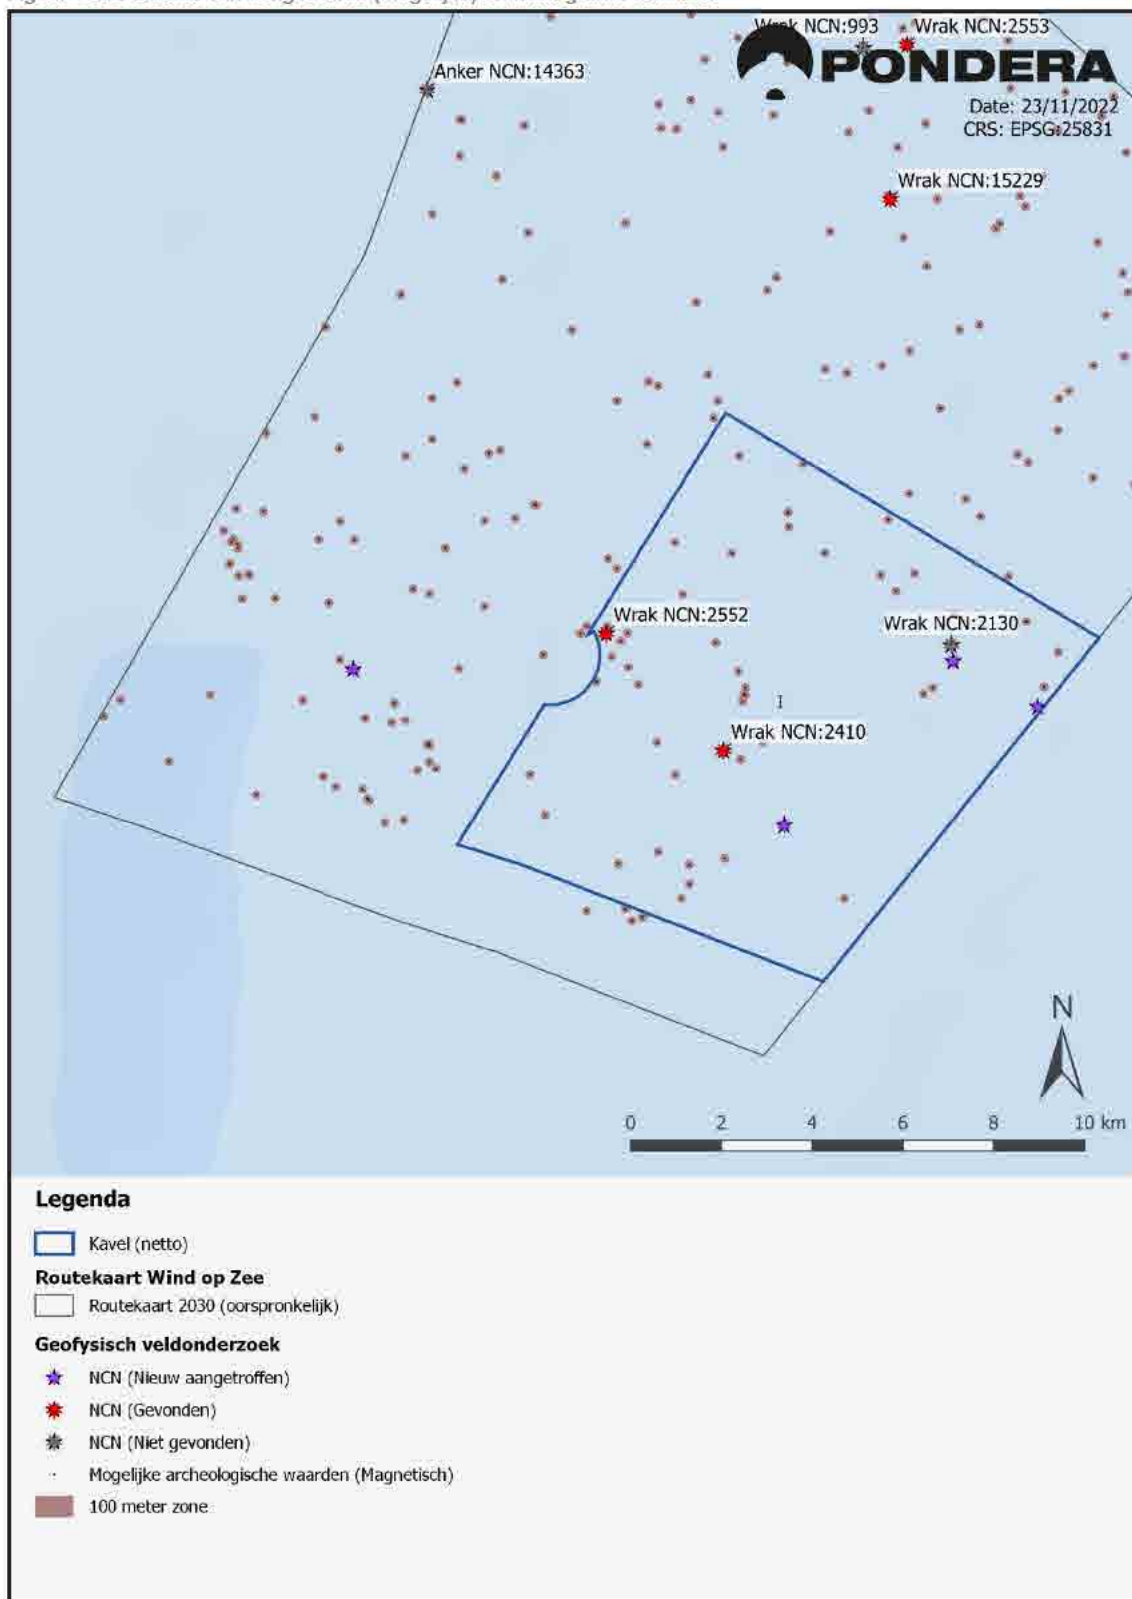 Wrak NCN:993
Wrak NCN:2553
PONDERA
Anker NCN:14363
Date: 23/11/2022
CRS: EPSG:25831
Wrak NCN:15229
Wrak NCN:2552
Wrak NCN:2130
Wrak NCN:2410
N
0 2 4 6 8 10 km
Legenda
Kavel (netto)
Routekaart Wind op Zee
Routekaart 2030 (oorspronkelijk)
Geofysisch veldonderzoek
NCN (Nieuw aangetroffen)
NCN (Gevonden)
NCN (Niet gevonden)
Mogelijke archeologische waarden (Magnetisch)
100 meter zone